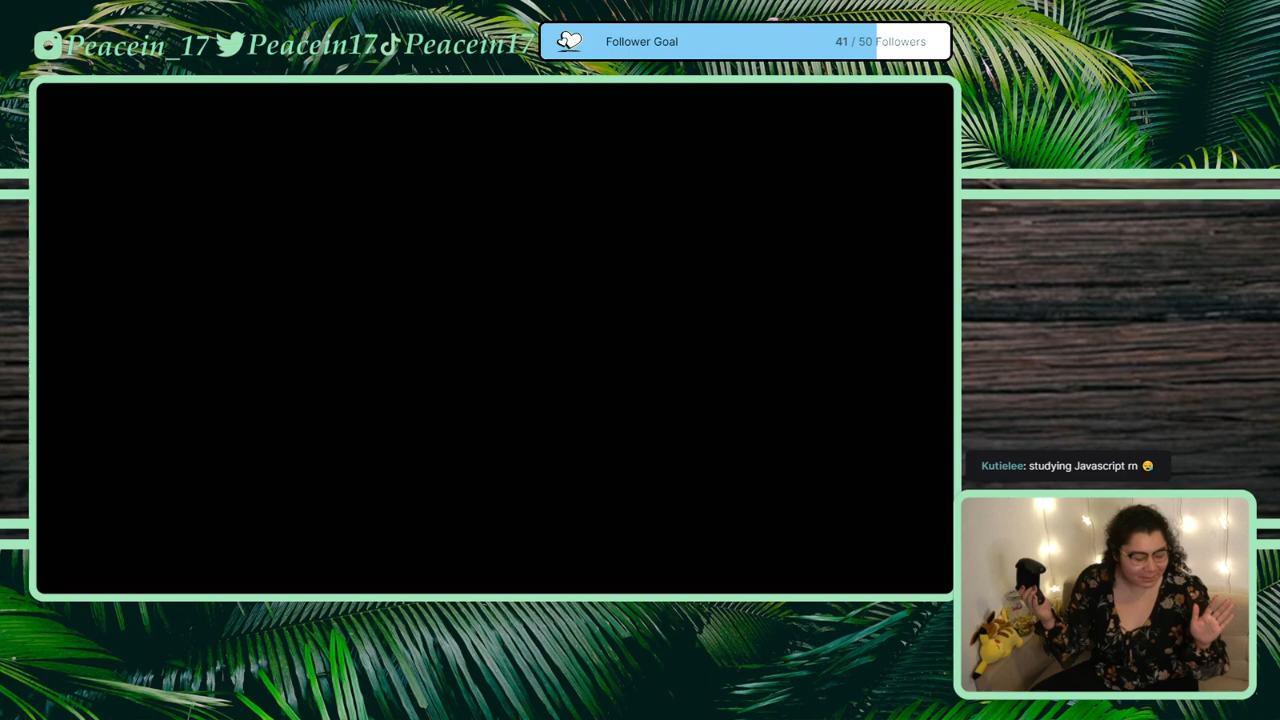 Peacein_17 Peacein17 Peacein17
Follower Goal 41 / 50 Followers
Kutielee: studying Javascript rn